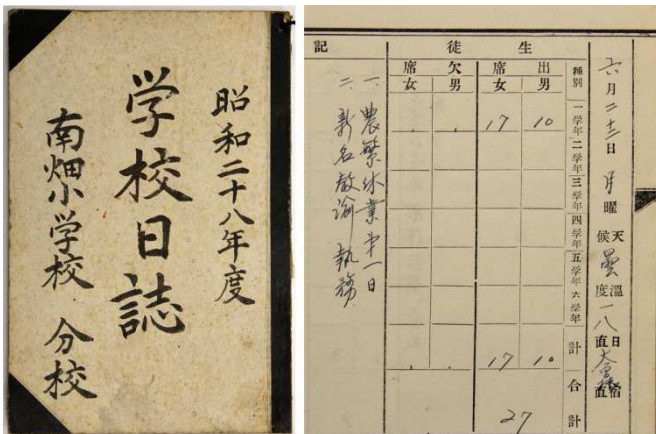 昭和二十八年度
学校日誌
南畑小学校 分校
六月二十二日 月曜 天候 曇 溫度 一八 日直 宿直
種別 一学年 二学年 三学年 四学年 五学年 六学年 計 合計
生徒
出席
男 10 10
女 17 17
27
欠席
男
女
記
一、農繁休業第一日
二、新名教諭 執務